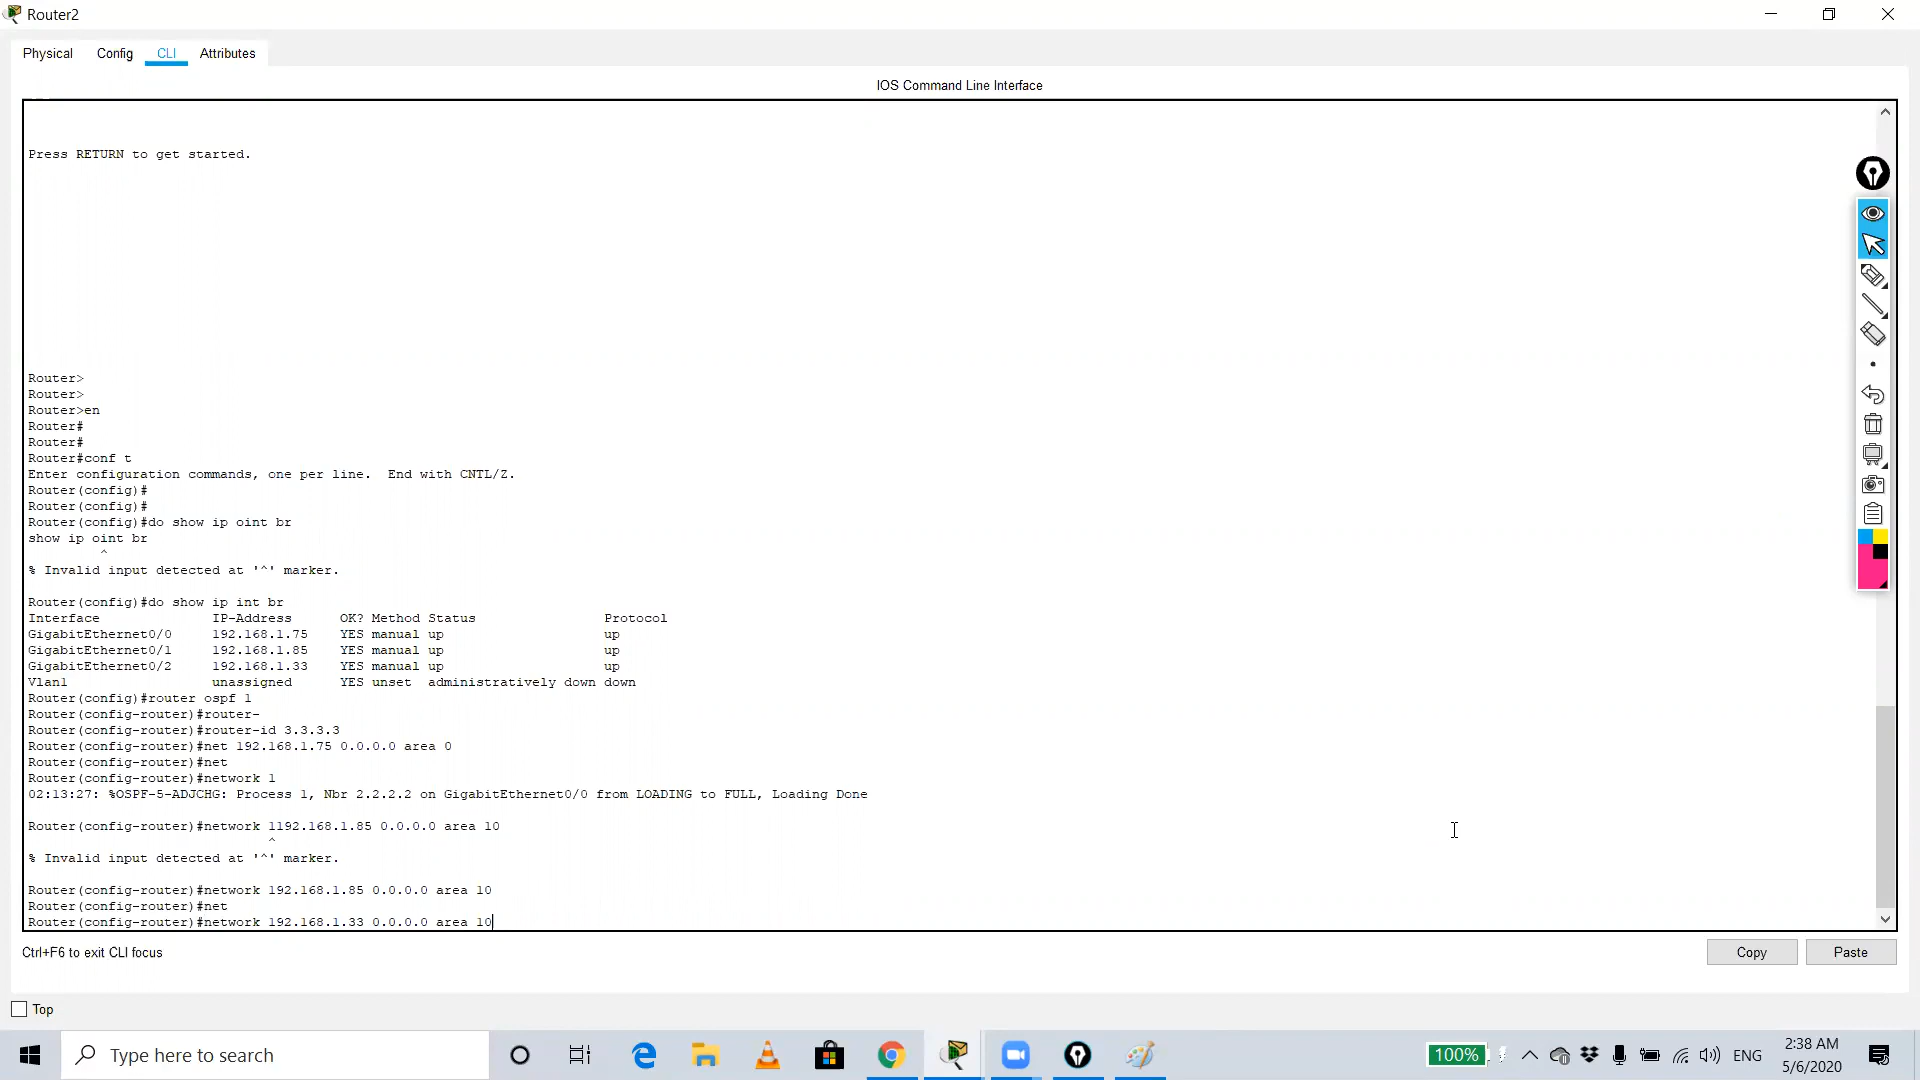 Router2
Physical Config CLI Attributes
IOS Command Line Interface
Press RETURN to get started.
Router>
Router>
Router>en
Router#
Router#
Router#conf t
Enter configuration commands, one per line.  End with CNTL/Z.
Router(config)#
Router(config)#
Router(config)#do show ip oint br
show ip oint br
^
% Invalid input detected at '^' marker.
Router(config)#do show ip int br
Interface IP-Address OK? Method Status Protocol
GigabitEthernet0/0 192.168.1.75 YES manual up up
GigabitEthernet0/1 192.168.1.85 YES manual up up
GigabitEthernet0/2 192.168.1.33 YES manual up up
Vlan1 unassigned YES unset administratively down down
Router(config)#router ospf 1
Router(config-router)#router-
Router(config-router)#router-id 3.3.3.3
Router(config-router)#net 192.168.1.75 0.0.0.0 area 0
Router(config-router)#net
Router(config-router)#network 1
02:13:27: %OSPF-5-ADJCHG: Process 1, Nbr 2.2.2.2 on GigabitEthernet0/0 from LOADING to FULL, Loading Done
Router(config-router)#network 1192.168.1.85 0.0.0.0 area 10
^
% Invalid input detected at '^' marker.
Router(config-router)#network 192.168.1.85 0.0.0.0 area 10
Router(config-router)#net
Router(config-router)#network 192.168.1.33 0.0.0.0 area 10
Ctrl+F6 to exit CLI focus
Copy Paste
Top
Type here to search
100% ENG
2:38 AM
5/6/2020